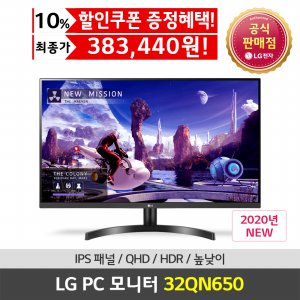 10% 할인쿠폰 증정혜택!
최종가 383,440원!
공식
판매점
LG전자
NEW MISSION
THE COLONY
LG
2020년
NEW
IPS 패널 / QHD / HDR / 높낮이
LG PC 모니터 32QN650